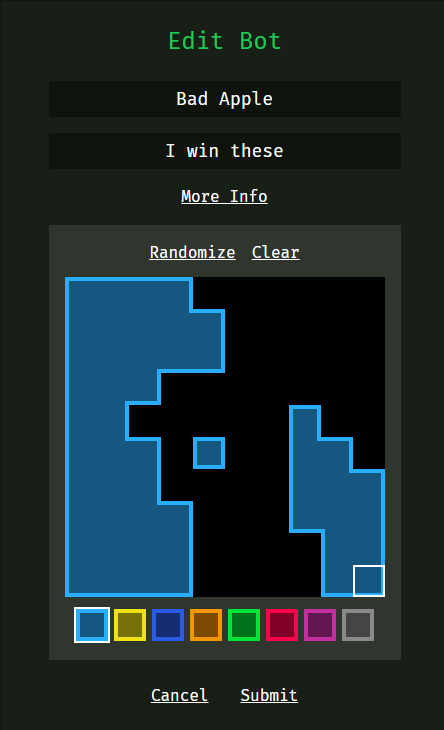 Edit Bot
Bad Apple
I win these
More Info
Randomize Clear
Cancel Submit